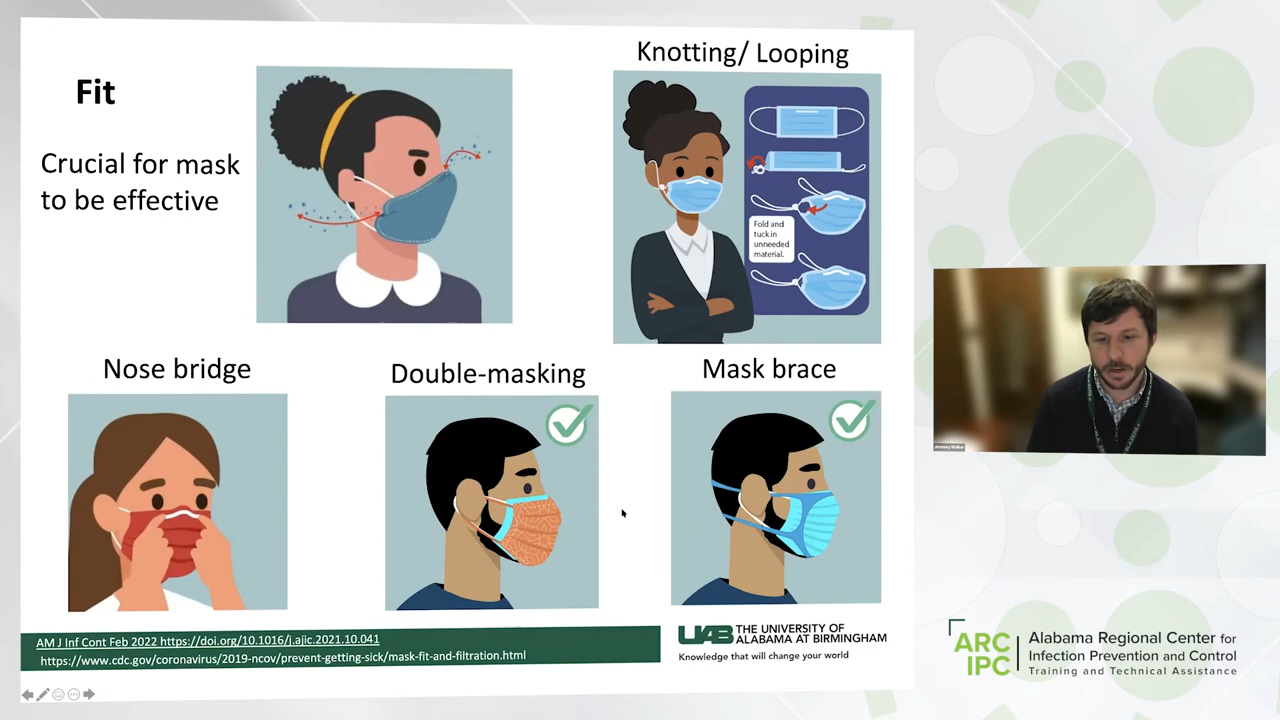 Fit
Crucial for mask
to be effective
Knotting/ Looping
Fold and
tuck in
unneeded
material.
Nose bridge
Double-masking
Mask brace
AM J Inf Cont Feb 2022 https://doi.org/10.1016/j.ajic.2021.10.041
https://www.cdc.gov/coronavirus/2019-ncov/prevent-getting-sick/mask-fit-and-filtration.html
UAB THE UNIVERSITY OF
ALABAMA AT BIRMINGHAM
Knowledge that will change your world
Jeremey Walker
ARC
IPC
Alabama Regional Center for
Infection Prevention and Control
Training and Technical Assistance